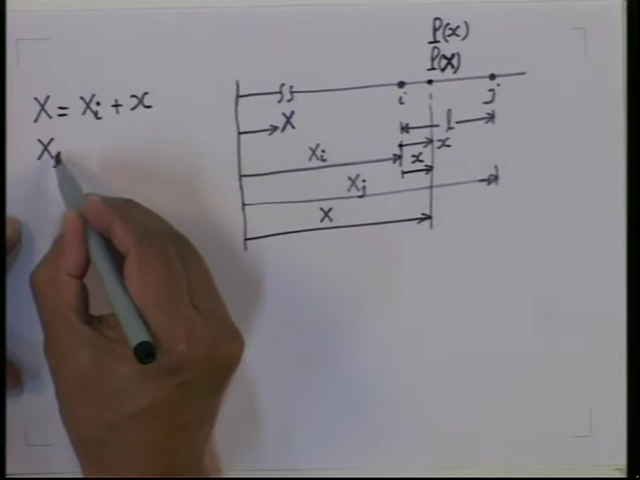 P(x)
P(X)
X = Xi + x
X
i
j
X
l
x
Xi
x
Xj
X